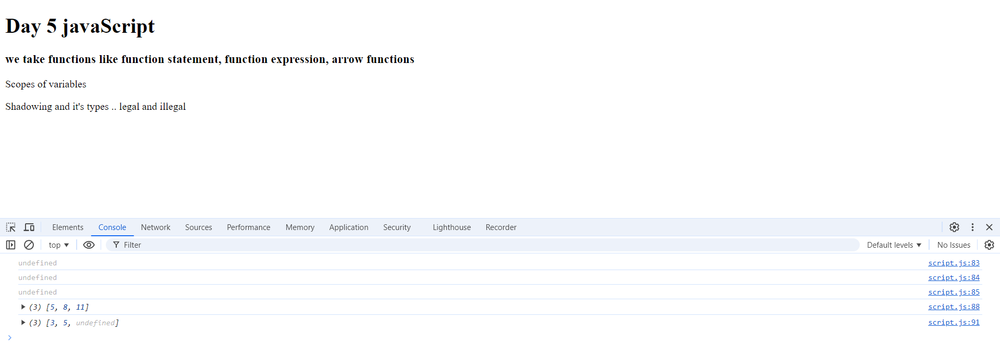 Day 5 javaScript
we take functions like function statement, function expression, arrow functions
Scopes of variables
Shadowing and it's types .. legal and illegal
Elements Console Network Sources Performance Memory Application Security Lighthouse Recorder
top Filter Default levels No Issues
undefined script.js:83
undefined script.js:84
undefined script.js:85
(3) [5, 8, 11] script.js:88
(3) [3, 5, undefined] script.js:91